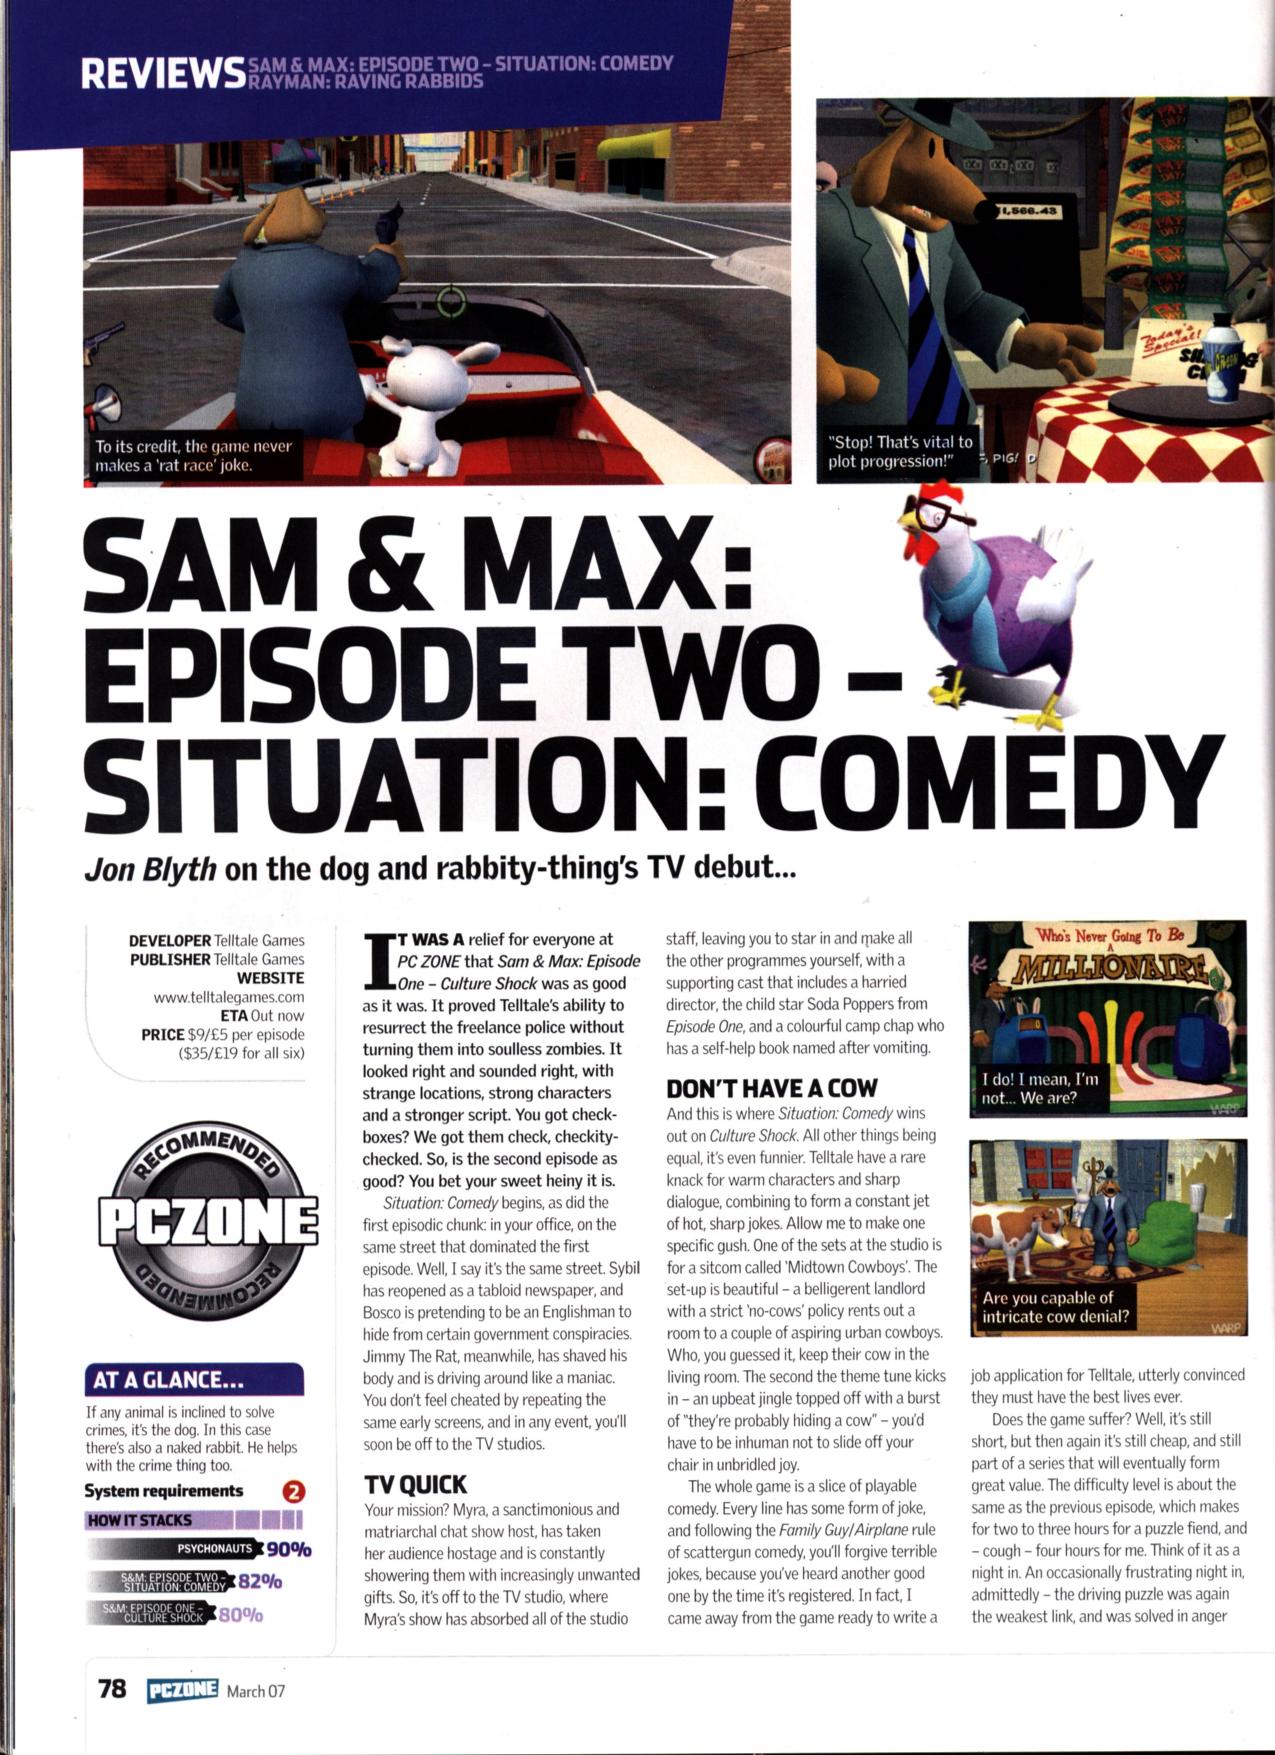 REVIEWS
SAM & MAX: EPISODE TWO – SITUATION: COMEDY
RAYMAN: RAVING RABBIDS
To its credit, the game never
makes a 'rat race' joke.
1,566.43
Today's
Special!
"Stop! That's vital to
plot progression!"
PIG!
SAM & MAX:
EPISODE TWO –
SITUATION: COMEDY
Jon Blyth on the dog and rabbity-thing's TV debut...
DEVELOPER Telltale Games
PUBLISHER Telltale Games
WEBSITE
www.telltalegames.com
ETA Out now
PRICE $9/£5 per episode
($35/£19 for all six)
RECOMMENDED
PCZONE
RECOMMENDED
AT A GLANCE...
If any animal is inclined to solve
crimes, it's the dog. In this case
there's also a naked rabbit. He helps
with the crime thing too.
System requirements 2
HOW IT STACKS
PSYCHONAUTS 90%
S&M: EPISODE TWO –
SITUATION: COMEDY 82%
S&M: EPISODE ONE –
CULTURE SHOCK 80%
IT WAS A relief for everyone at
PC ZONE that Sam & Max: Episode
One – Culture Shock was as good
as it was. It proved Telltale's ability to
resurrect the freelance police without
turning them into soulless zombies. It
looked right and sounded right, with
strange locations, strong characters
and a stronger script. You got check-
boxes? We got them check, checkity-
checked. So, is the second episode as
good? You bet your sweet heiny it is.
Situation: Comedy begins, as did the
first episodic chunk: in your office, on the
same street that dominated the first
episode. Well, I say it's the same street. Sybil
has reopened as a tabloid newspaper, and
Bosco is pretending to be an Englishman to
hide from certain government conspiracies.
Jimmy The Rat, meanwhile, has shaved his
body and is driving around like a maniac.
You don't feel cheated by repeating the
same early screens, and in any event, you'll
soon be off to the TV studios.
TV QUICK
Your mission? Myra, a sanctimonious and
matriarchal chat show host, has taken
her audience hostage and is constantly
showering them with increasingly unwanted
gifts. So, it's off to the TV studio, where
Myra's show has absorbed all of the studio
staff, leaving you to star in and make all
the other programmes yourself, with a
supporting cast that includes a harried
director, the child star Soda Poppers from
Episode One, and a colourful camp chap who
has a self-help book named after vomiting.
DON'T HAVE A COW
And this is where Situation: Comedy wins
out on Culture Shock. All other things being
equal, it's even funnier. Telltale have a rare
knack for warm characters and sharp
dialogue, combining to form a constant jet
of hot, sharp jokes. Allow me to make one
specific gush. One of the sets at the studio is
for a sitcom called 'Midtown Cowboys'. The
set-up is beautiful – a belligerent landlord
with a strict 'no-cows' policy rents out a
room to a couple of aspiring urban cowboys.
Who, you guessed it, keep their cow in the
living room. The second the theme tune kicks
in – an upbeat jingle topped off with a burst
of "they're probably hiding a cow" – you'd
have to be inhuman not to slide off your
chair in unbridled joy.
The whole game is a slice of playable
comedy. Every line has some form of joke,
and following the Family Guy/Airplane rule
of scattergun comedy, you'll forgive terrible
jokes, because you've heard another good
one by the time it's registered. In fact, I
came away from the game ready to write a
Who's Never Going To Be
A
MILLIONAIRE
I do! I mean, I'm
not... We are?
WARP
Are you capable of
intricate cow denial?
WARP
job application for Telltale, utterly convinced
they must have the best lives ever.
Does the game suffer? Well, it's still
short, but then again it's still cheap, and still
part of a series that will eventually form
great value. The difficulty level is about the
same as the previous episode, which makes
for two to three hours for a puzzle fiend, and
– cough – four hours for me. Think of it as a
night in. An occasionally frustrating night in,
admittedly – the driving puzzle was again
the weakest link, and was solved in anger
78 PCZONE March 07